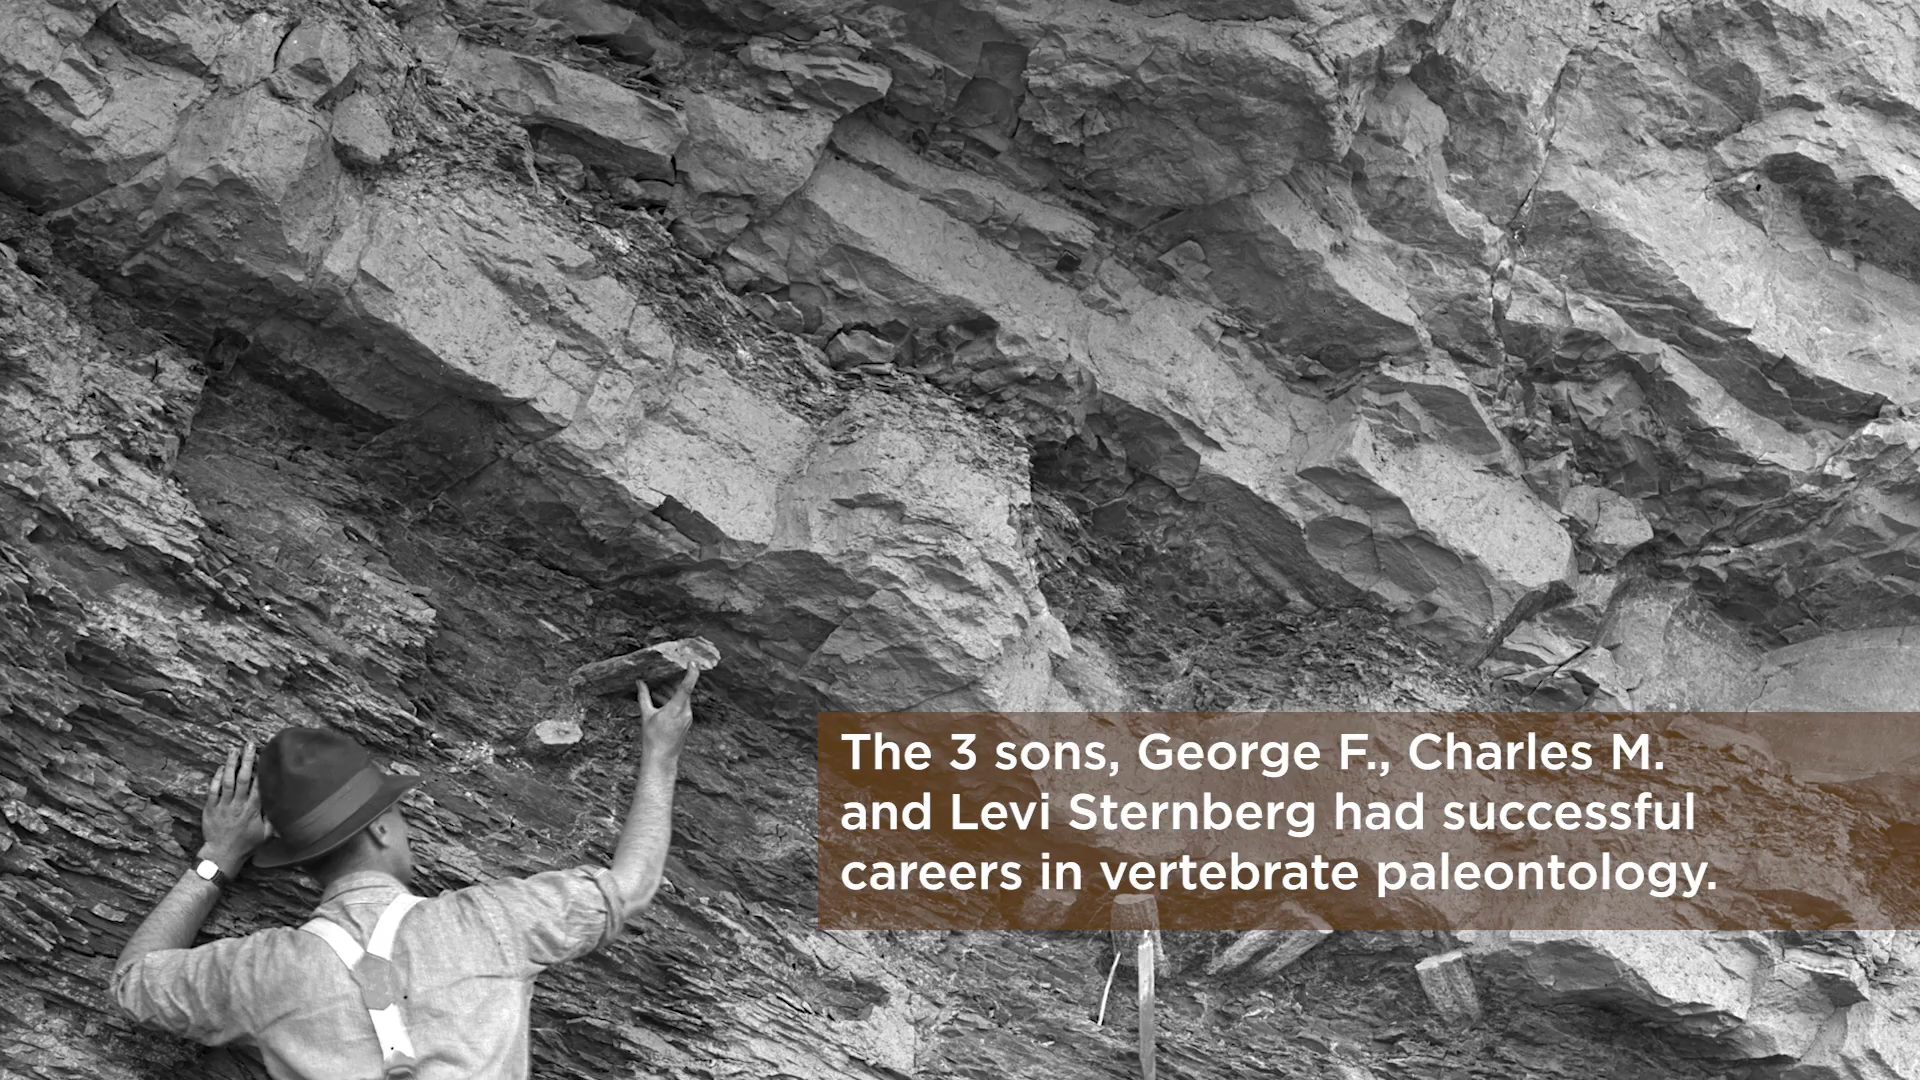 The 3 sons, George F., Charles M.
and Levi Sternberg had successful
careers in vertebrate paleontology.